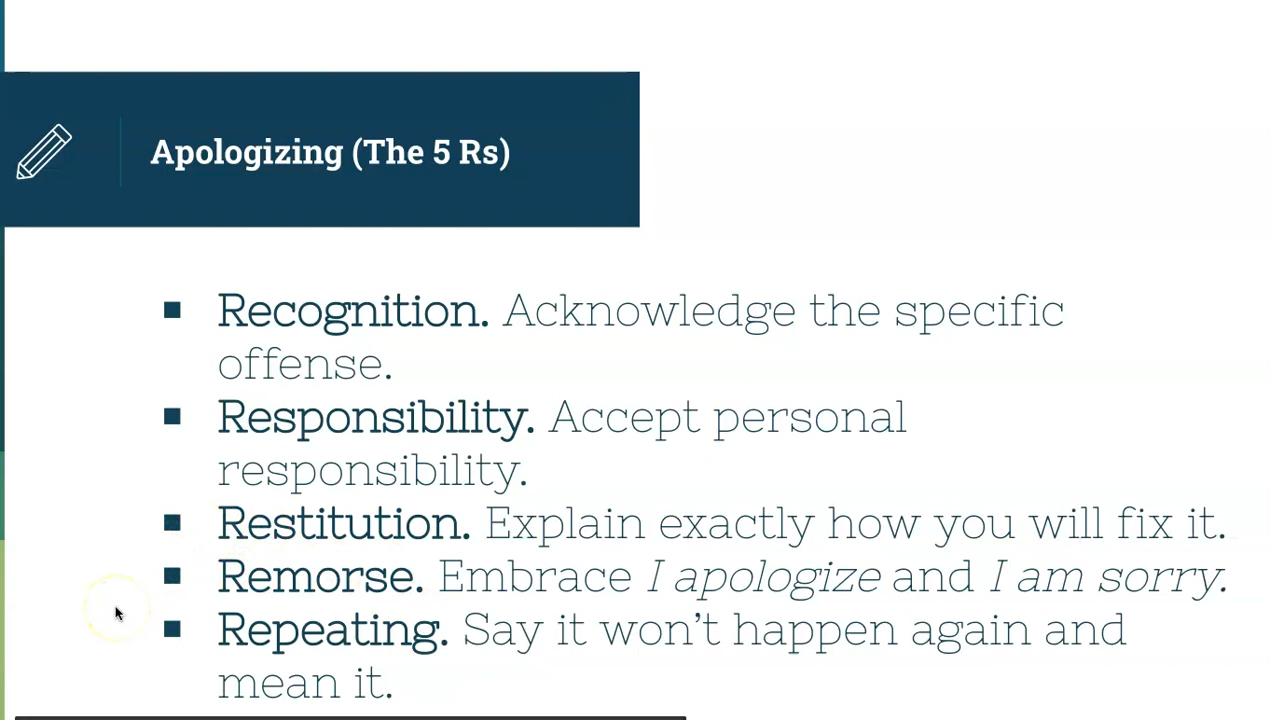 Apologizing (The 5 Rs)
▪ Recognition. Acknowledge the specific
offense.
▪ Responsibility. Accept personal
responsibility.
▪ Restitution. Explain exactly how you will fix it.
▪ Remorse. Embrace I apologize and I am sorry.
▪ Repeating. Say it won’t happen again and
mean it.